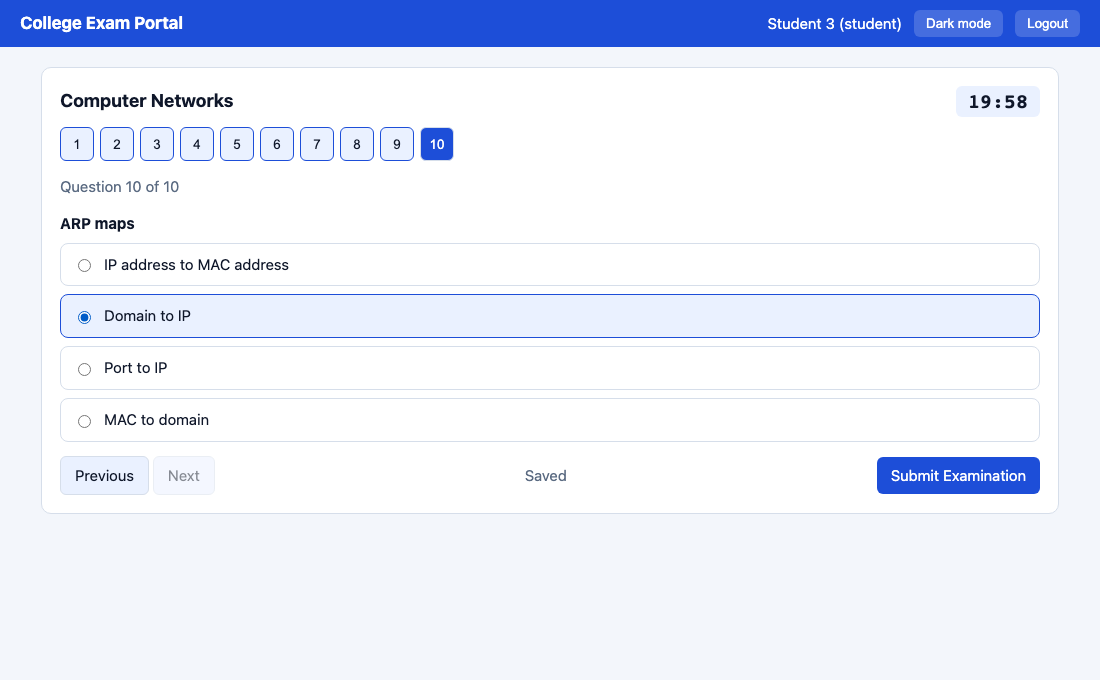 College Exam Portal
Student 3 (student)
Dark mode
Logout
Computer Networks
19:58
1 2 3 4 5 6 7 8 9 10
Question 10 of 10
ARP maps
IP address to MAC address
Domain to IP
Port to IP
MAC to domain
Previous
Next
Saved
Submit Examination